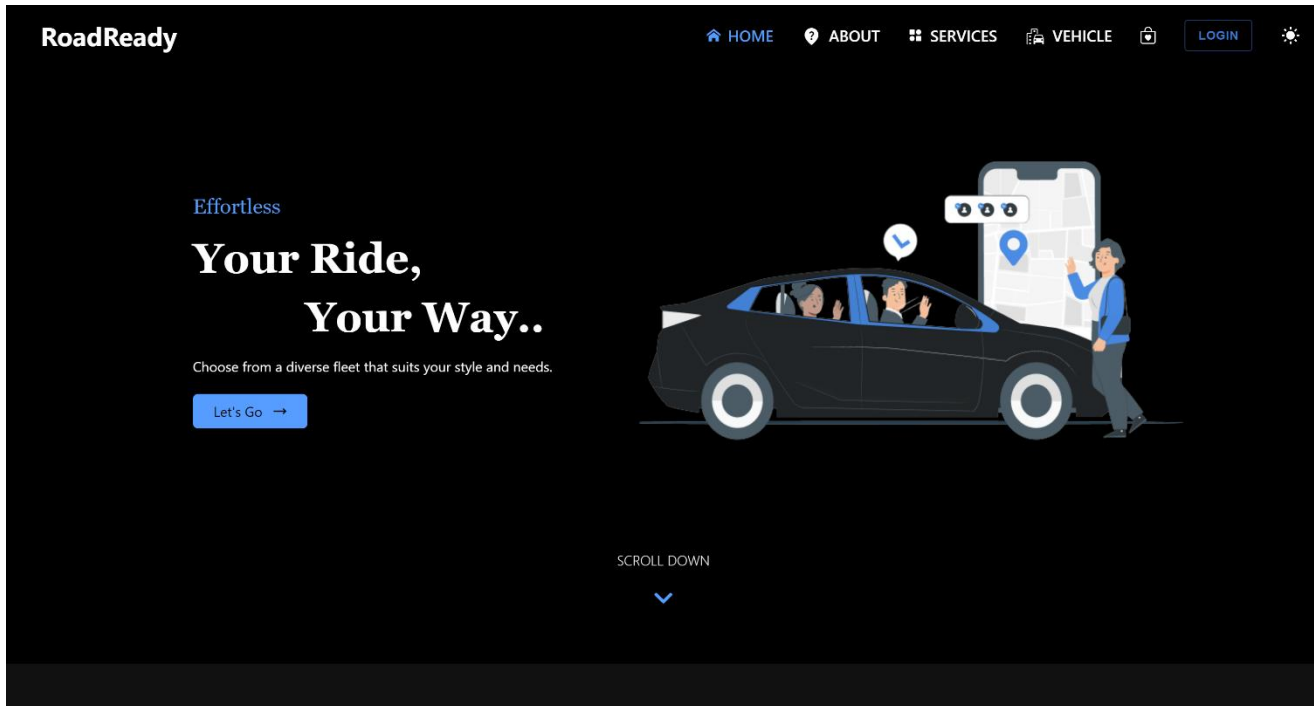 RoadReady
HOME
ABOUT
SERVICES
VEHICLE
LOGIN
Effortless
Your Ride,
Your Way..
Choose from a diverse fleet that suits your style and needs.
Let's Go →
SCROLL DOWN